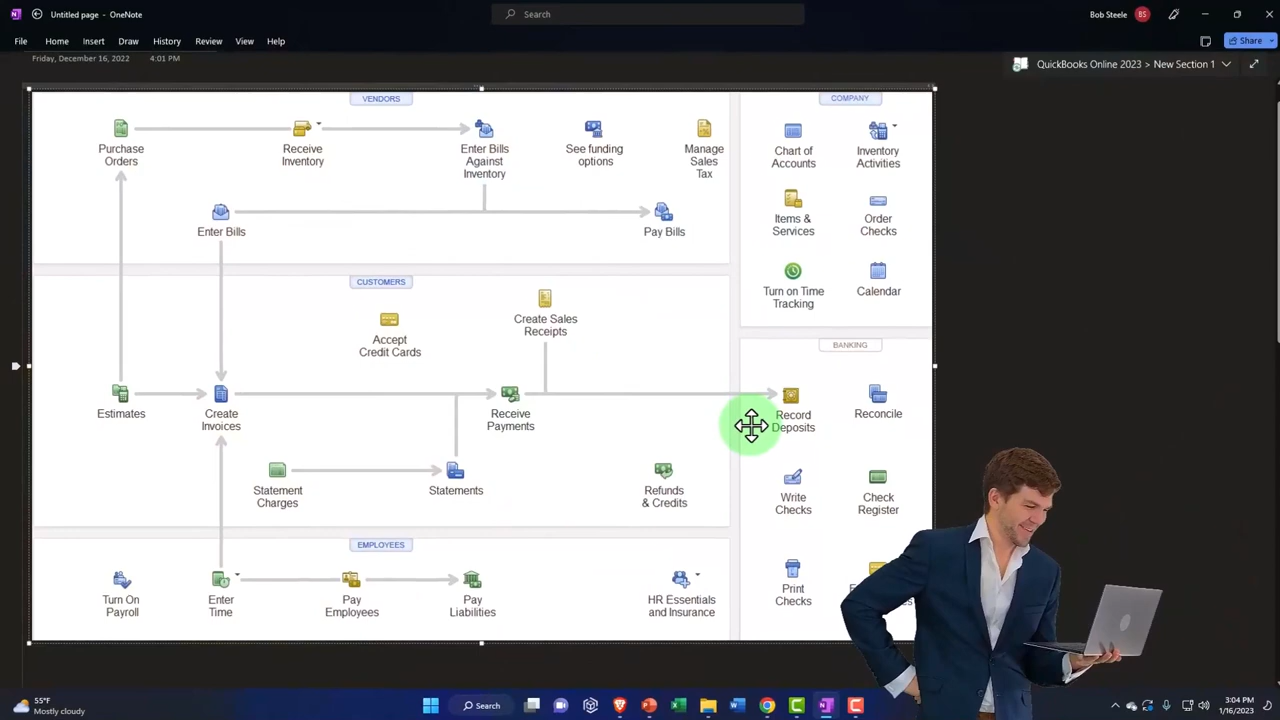 Untitled page - OneNote
Search
Bob Steele
BS
File
Home
Insert
Draw
History
Review
View
Help
Share
Friday, December 16, 2022
4:01 PM
QuickBooks Online 2023 > New Section 1
VENDORS
Purchase
Orders
Receive
Inventory
Enter Bills
Against
Inventory
See funding
options
Manage
Sales
Tax
Enter Bills
Pay Bills
COMPANY
Chart of
Accounts
Inventory
Activities
Items &
Services
Order
Checks
Turn on Time
Tracking
Calendar
CUSTOMERS
Create Sales
Receipts
Accept
Credit Cards
Estimates
Create
Invoices
Receive
Payments
Statement
Charges
Statements
Refunds
& Credits
BANKING
Record
Deposits
Reconcile
Write
Checks
Check
Register
Print
Checks
EMPLOYEES
Turn On
Payroll
Enter
Time
Pay
Employees
Pay
Liabilities
HR Essentials
and Insurance
55°F
Mostly cloudy
Search
3:04 PM
1/16/2023